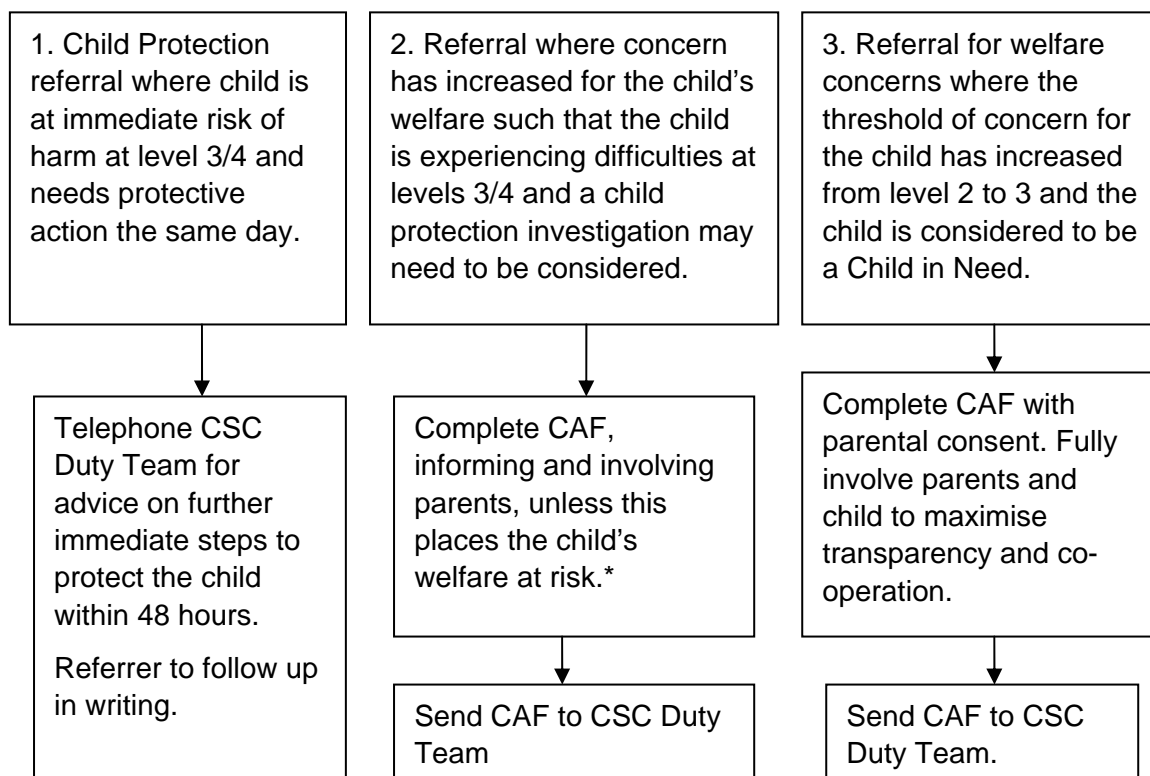 1. Child Protection
referral where child is
at immediate risk of
harm at level 3/4 and
needs protective
action the same day.
2. Referral where concern
has increased for the child’s
welfare such that the child
is experiencing difficulties at
levels 3/4 and a child
protection investigation may
need to be considered.
3. Referral for welfare
concerns where the
threshold of concern for
the child has increased
from level 2 to 3 and the
child is considered to be
a Child in Need.
Telephone CSC
Duty Team for
advice on further
immediate steps to
protect the child
within 48 hours.
Referrer to follow up
in writing.
Complete CAF,
informing and involving
parents, unless this
places the child’s
welfare at risk.*
Complete CAF with
parental consent. Fully
involve parents and
child to maximise
transparency and co-
operation.
Send CAF to CSC Duty
Team
Send CAF to CSC
Duty Team.